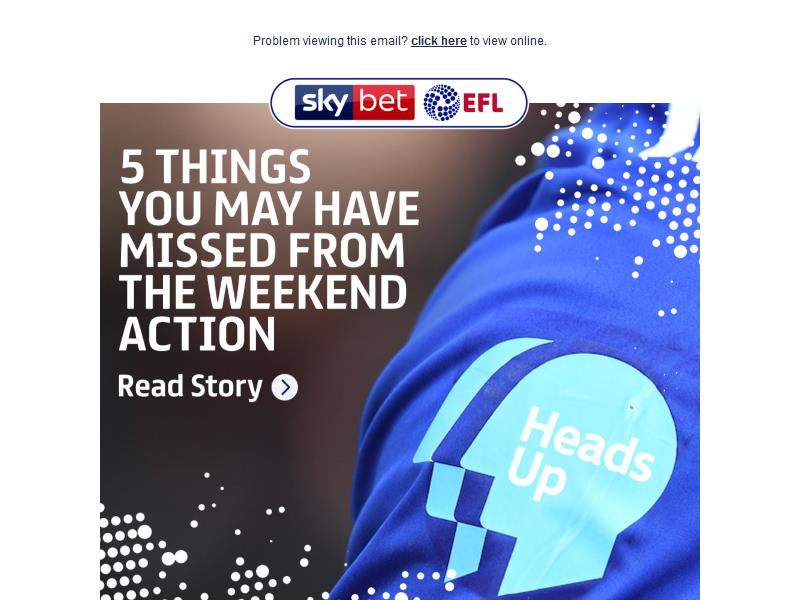 Problem viewing this email? click here to view online.
sky bet EFL
5 THINGS
YOU MAY HAVE
MISSED FROM
THE WEEKEND
ACTION
Read Story
Heads
Up